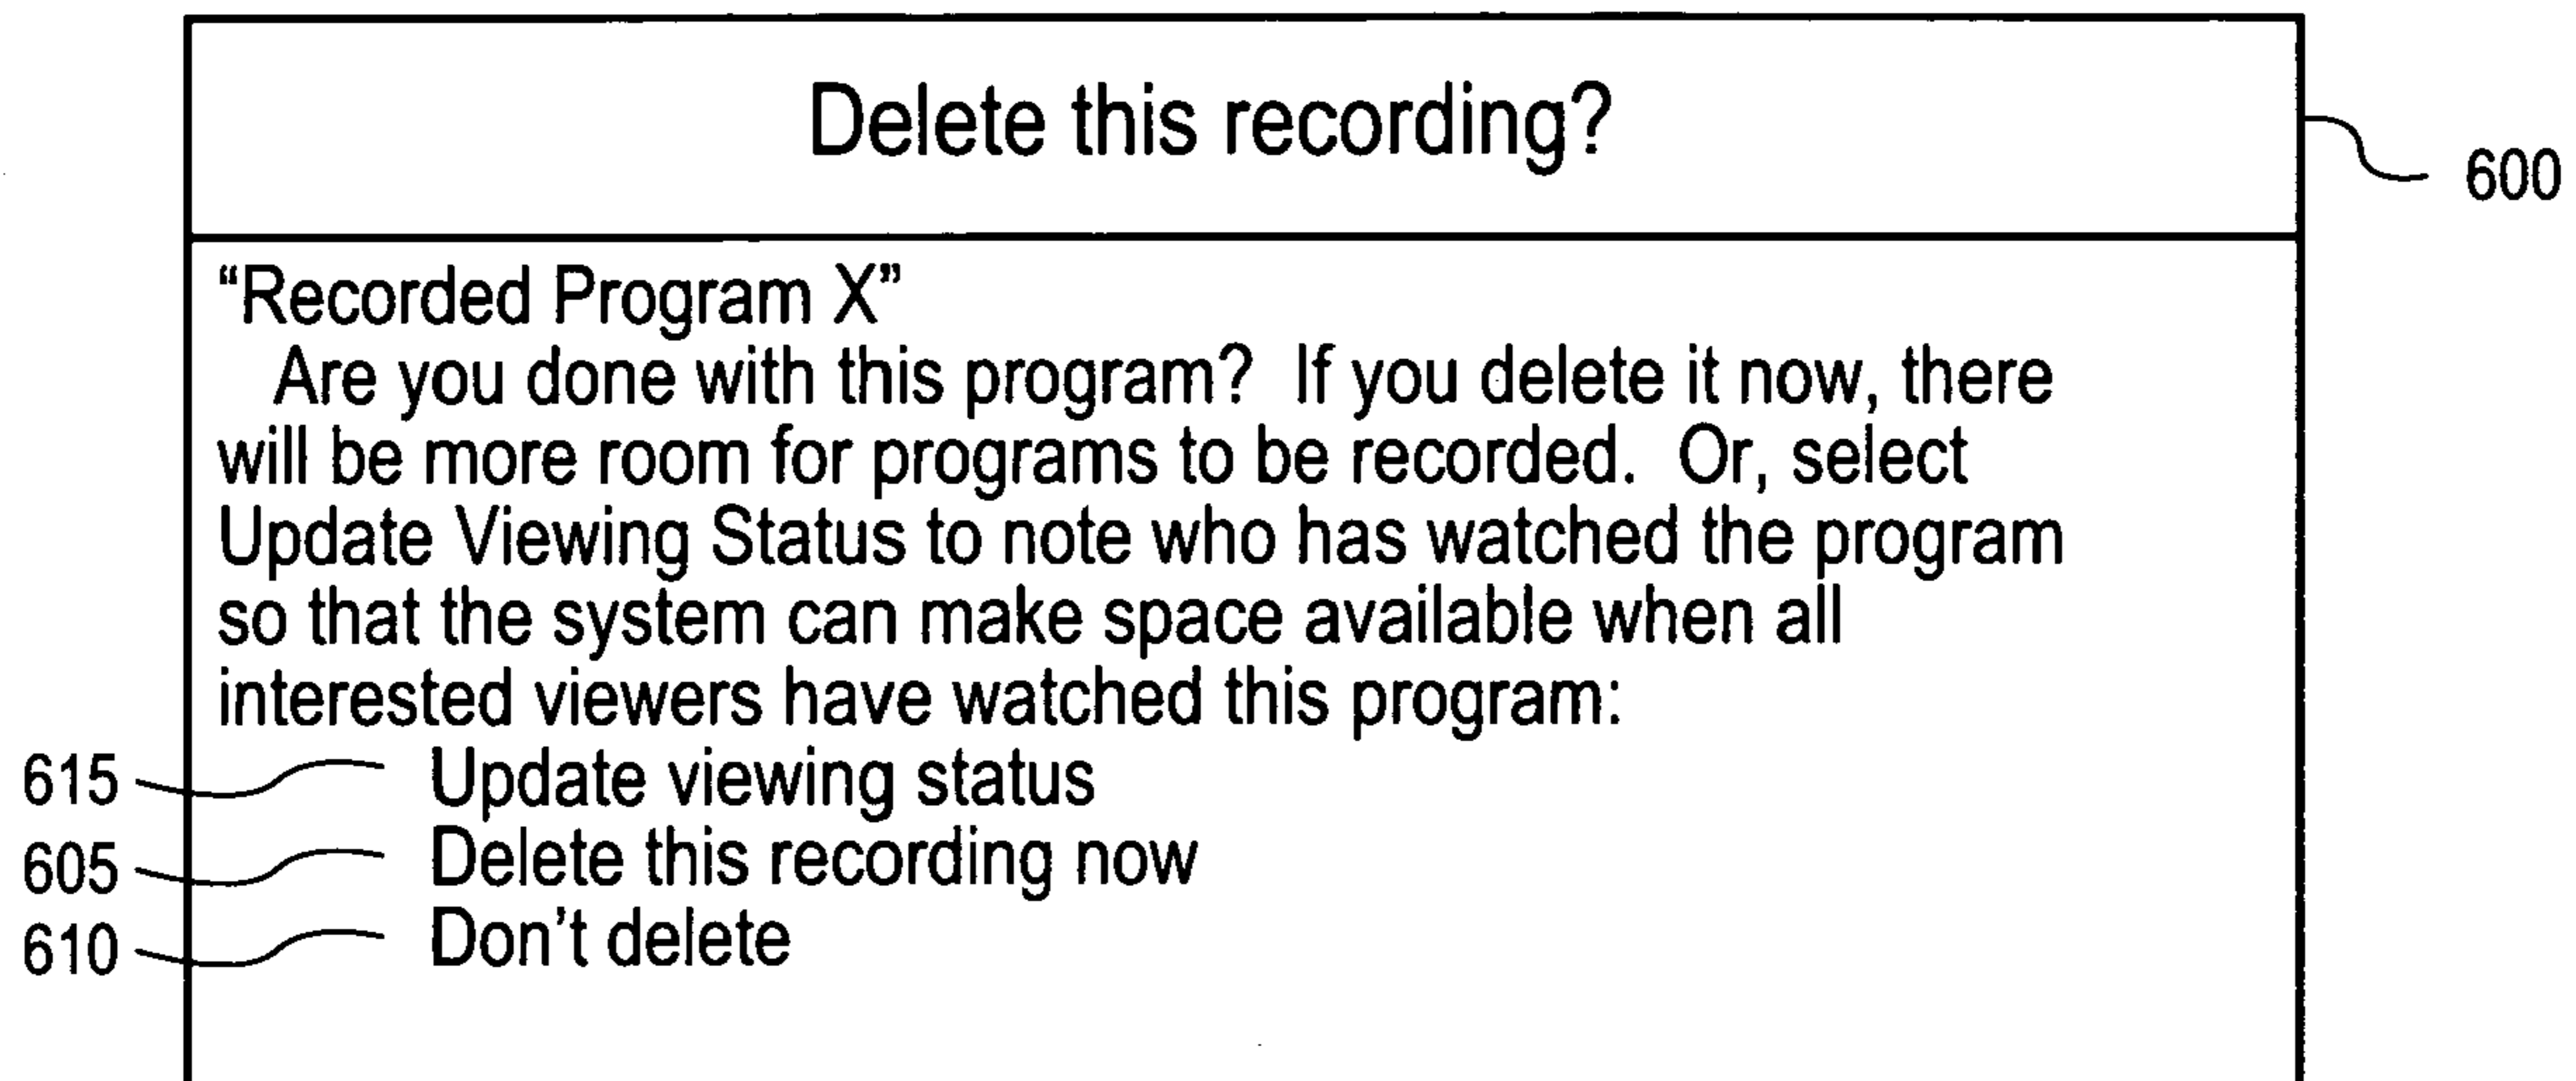 Delete this recording?
600
“Recorded Program X”
Are you done with this program? If you delete it now, there
will be more room for programs to be recorded. Or, select
Update Viewing Status to note who has watched the program
so that the system can make space available when all
interested viewers have watched this program:
615 Update viewing status
605 Delete this recording now
610 Don’t delete